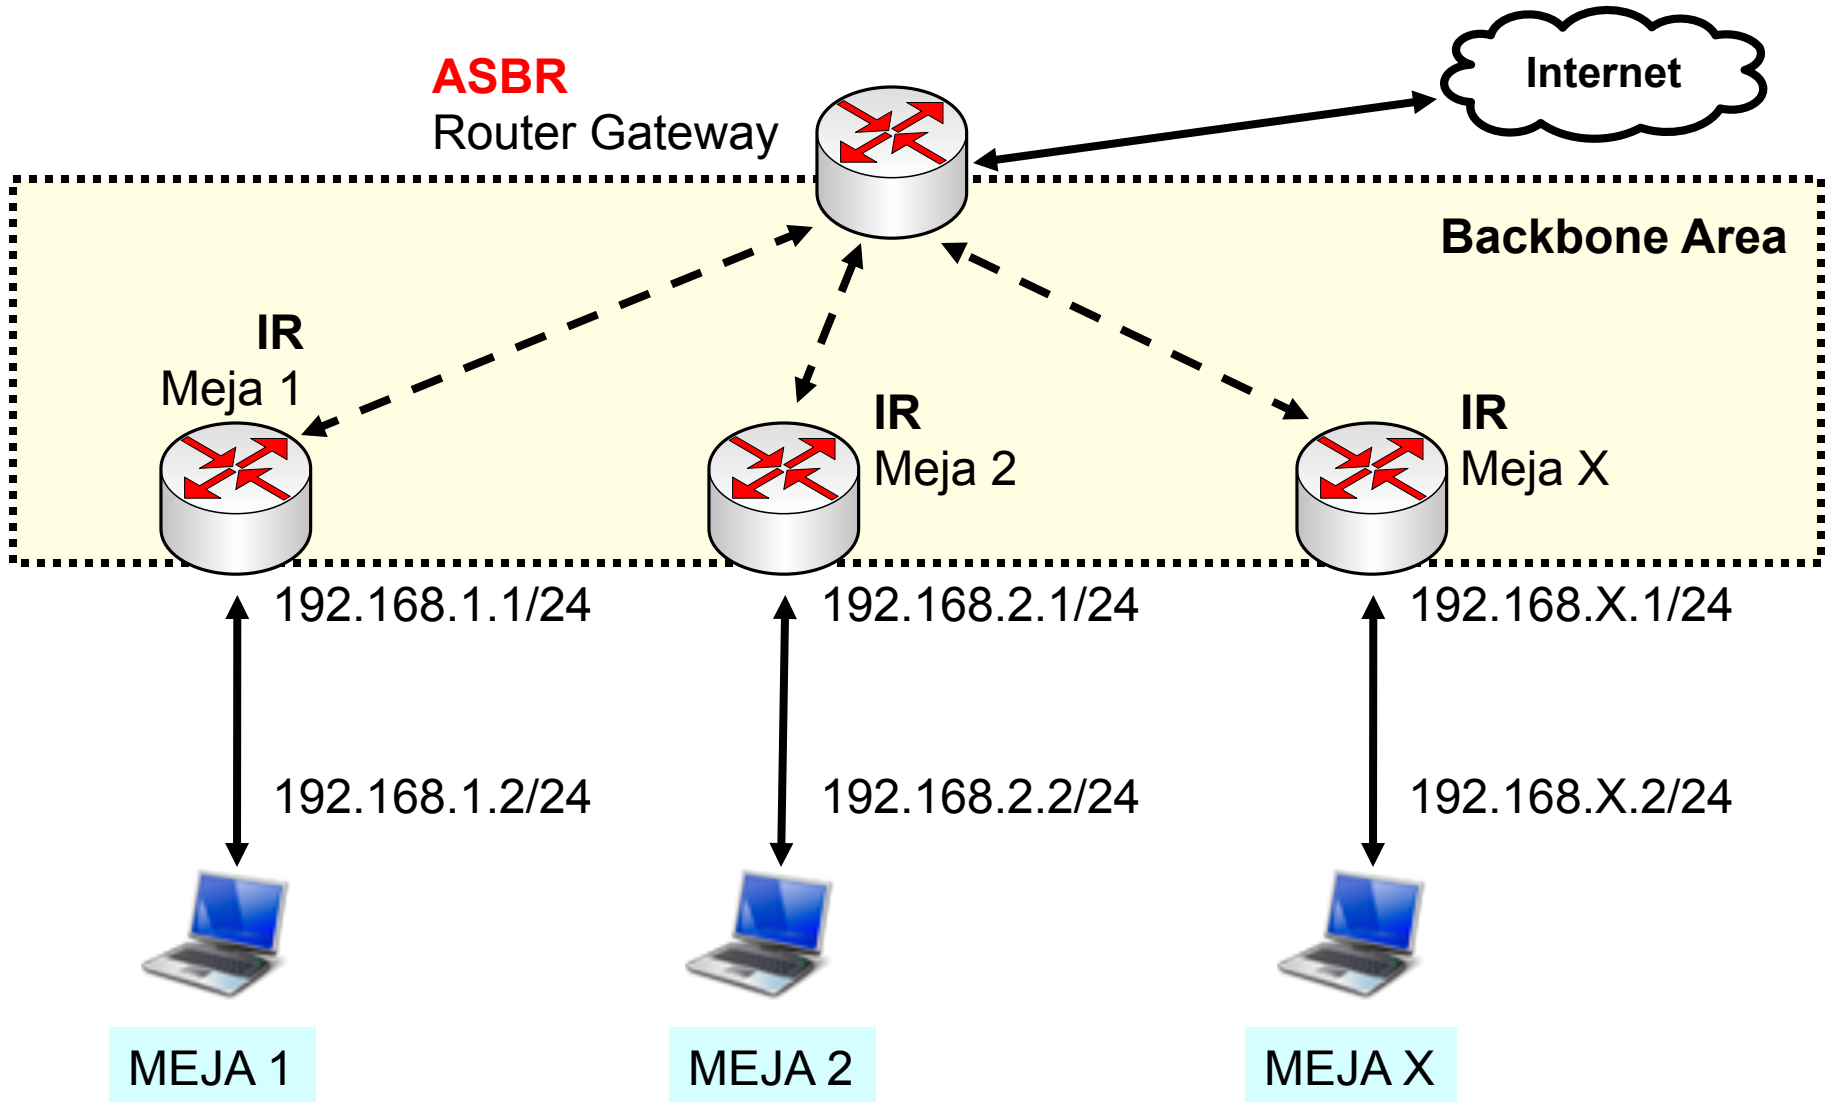 ASBR
Router Gateway
Internet
Backbone Area
IR
Meja 1
IR
Meja 2
IR
Meja X
192.168.1.1/24
192.168.2.1/24
192.168.X.1/24
192.168.1.2/24
192.168.2.2/24
192.168.X.2/24
MEJA 1
MEJA 2
MEJA X